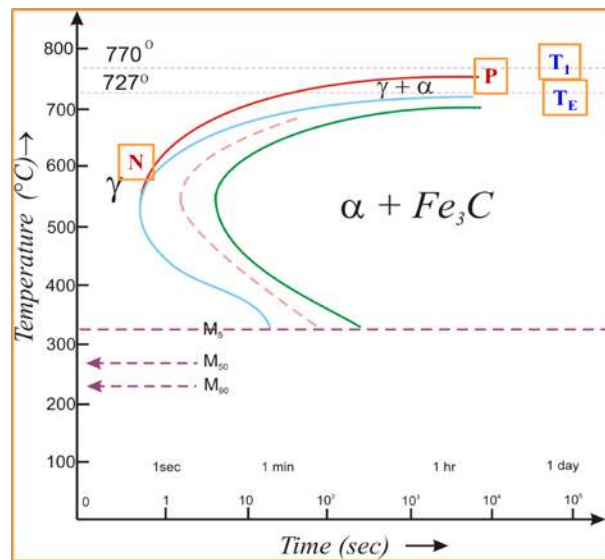 800
770°
P
T1
727°
TE
γ + α
700
N
600
γ
α + Fe3C
500
400
M5
300
M50
M90
200
100
1sec
1 min
1 hr
1 day
0
1
10
10²
10³
10⁴
10⁵
Time (sec) →
Temperature (°C)→